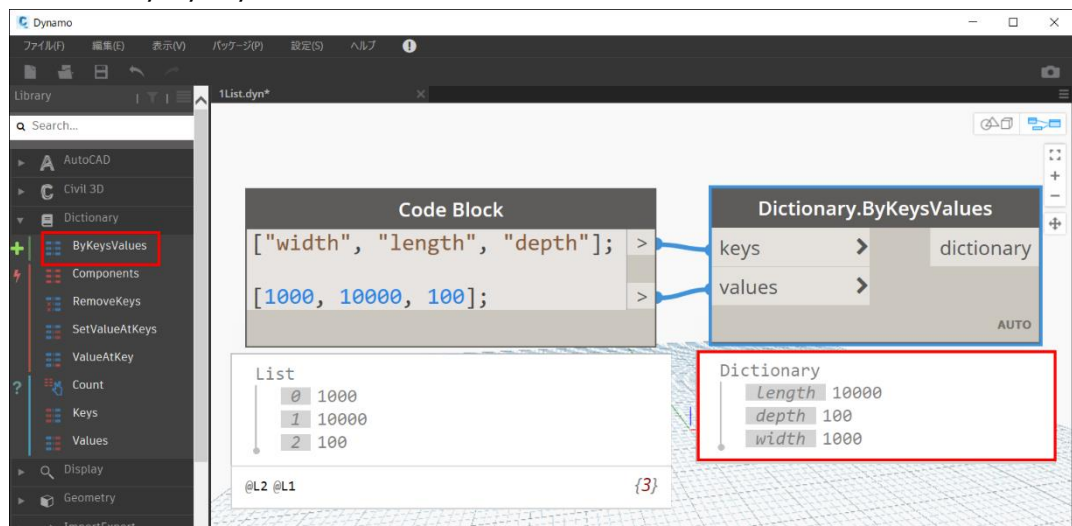 Dynamo
ファイル(F) 編集(E) 表示(V) パッケージ(P) 設定(S) ヘルプ
Library
1List.dyn*
Search...
AutoCAD
Civil 3D
Dictionary
ByKeysValues
Components
RemoveKeys
SetValueAtKeys
ValueAtKey
Count
Keys
Values
Display
Geometry
ImportExport
Code Block
["width", "length", "depth"]; >
[1000, 10000, 100]; >
List
0 1000
1 10000
2 100
@L2 @L1 {3}
Dictionary.ByKeysValues
keys > dictionary
values >
AUTO
Dictionary
length 10000
depth 100
width 1000